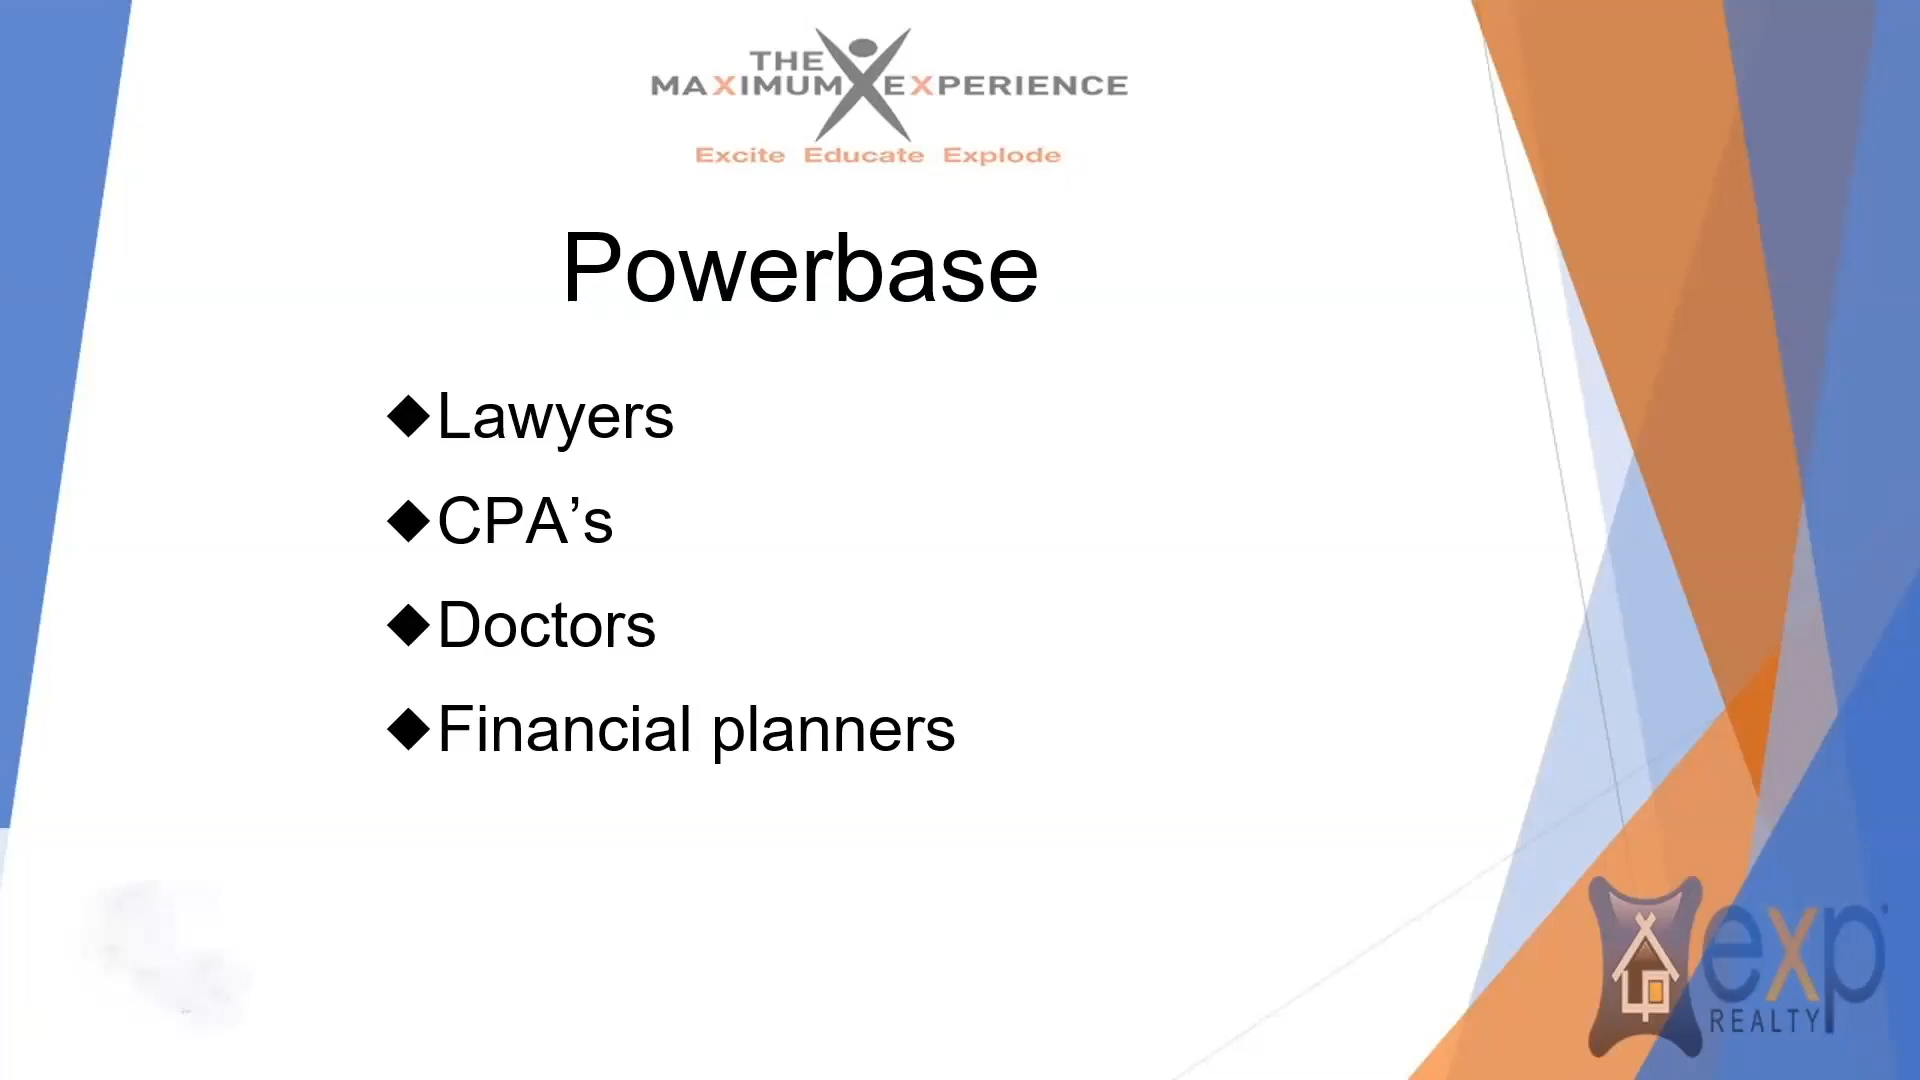 THE
MAXIMUM EXPERIENCE
Excite Educate Explode
Powerbase
◆Lawyers
◆CPA’s
◆Doctors
◆Financial planners
exp
REALTY